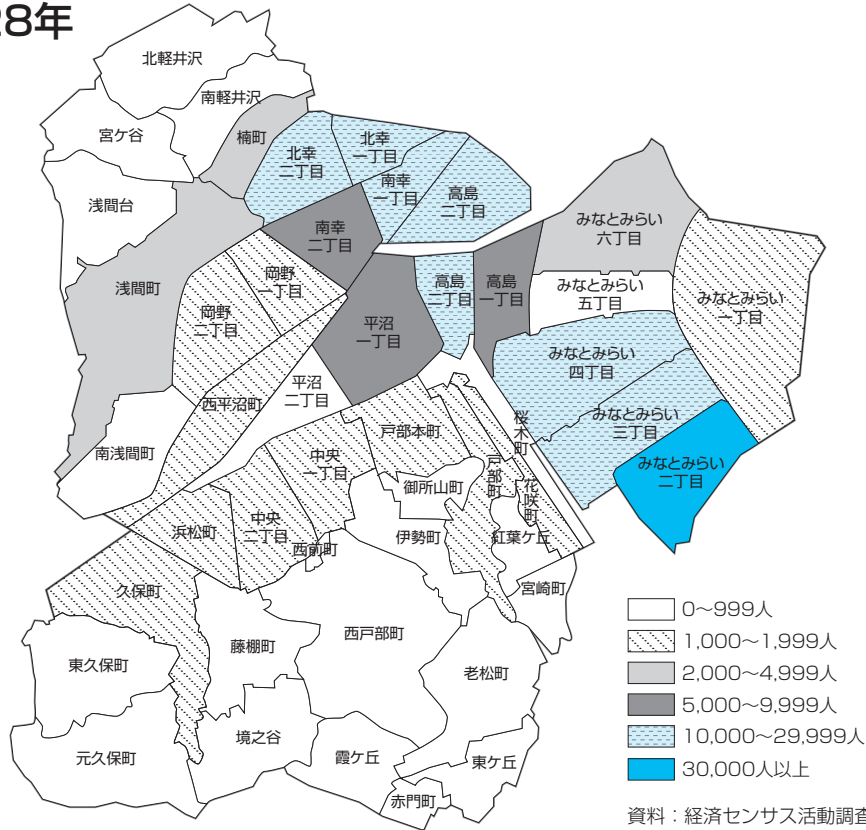 28年
北軽井沢
南軽井沢
宮ケ谷
楠町
北幸
一丁目
北幸
二丁目
南幸
一丁目
高島
二丁目
浅間台
南幸
二丁目
みなとみらい
六丁目
浅間町
岡野
一丁目
高島
二丁目
高島
一丁目
みなとみらい
五丁目
みなとみらい
一丁目
岡野
二丁目
平沼
一丁目
みなとみらい
四丁目
平沼
二丁目
西平沼町
みなとみらい
三丁目
桜木町
戸部本町
南浅間町
中央
一丁目
戸部町
みなとみらい
二丁目
御所山町
花咲町
浜松町
中央
二丁目
西前町
伊勢町
紅葉ケ丘
久保町
宮崎町
藤棚町
西戸部町
東久保町
老松町
元久保町
境之谷
霞ケ丘
東ケ丘
赤門町
0〜999人
1,000〜1,999人
2,000〜4,999人
5,000〜9,999人
10,000〜29,999人
30,000人以上
資料：経済センサス活動調査